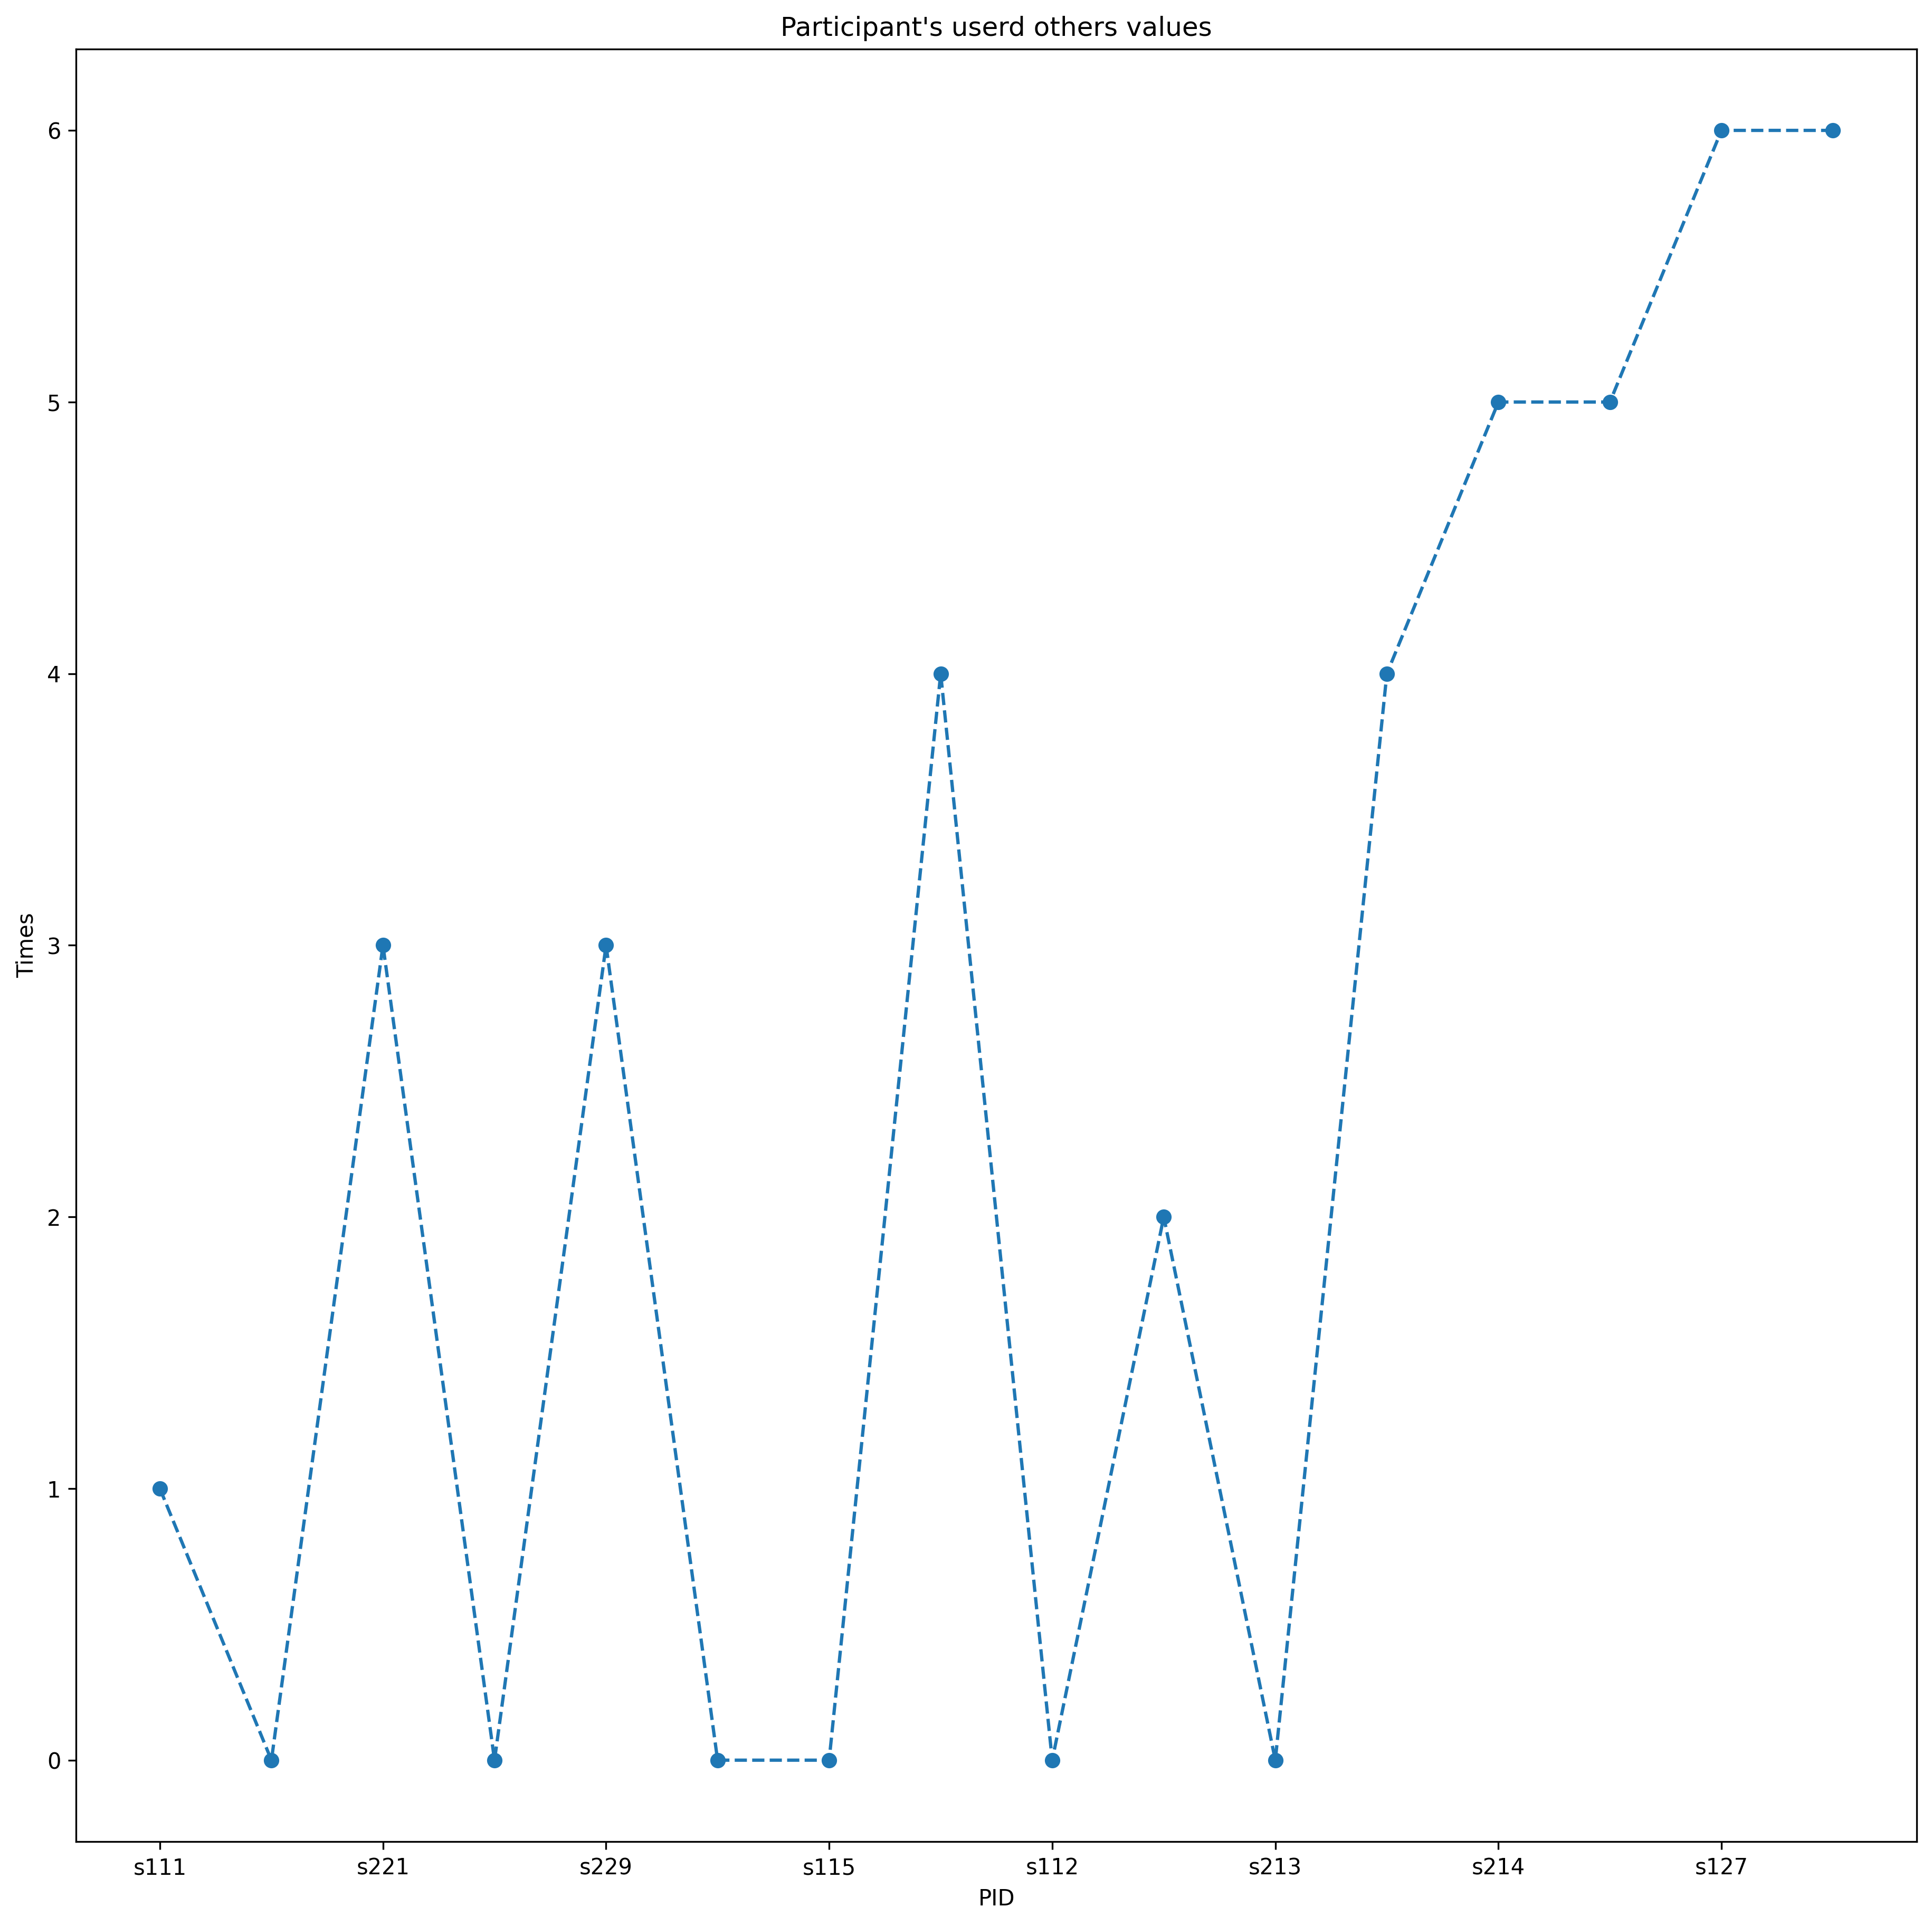 Participant's userd others values
6
5
4
3
2
1
0
Times
s111 s221 s229 s115 s112 s213 s214 s127
PID